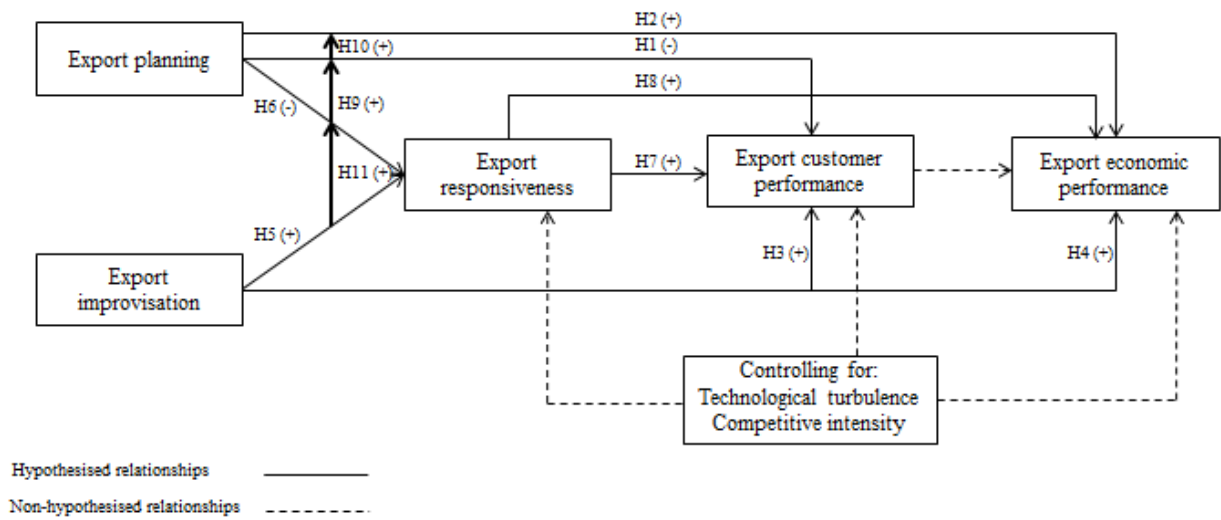 H2 (+)
Export planning
H10 (+)
H1 (-)
H8 (+)
H6 (-)
H9 (+)
Export
responsiveness
H11 (+)
H7 (+)
Export customer
performance
Export economic
performance
H5 (+)
H3 (+)
H4 (+)
Export
improvisation
Controlling for:
Technological turbulence
Competitive intensity
Hypothesised relationships
Non-hypothesised relationships